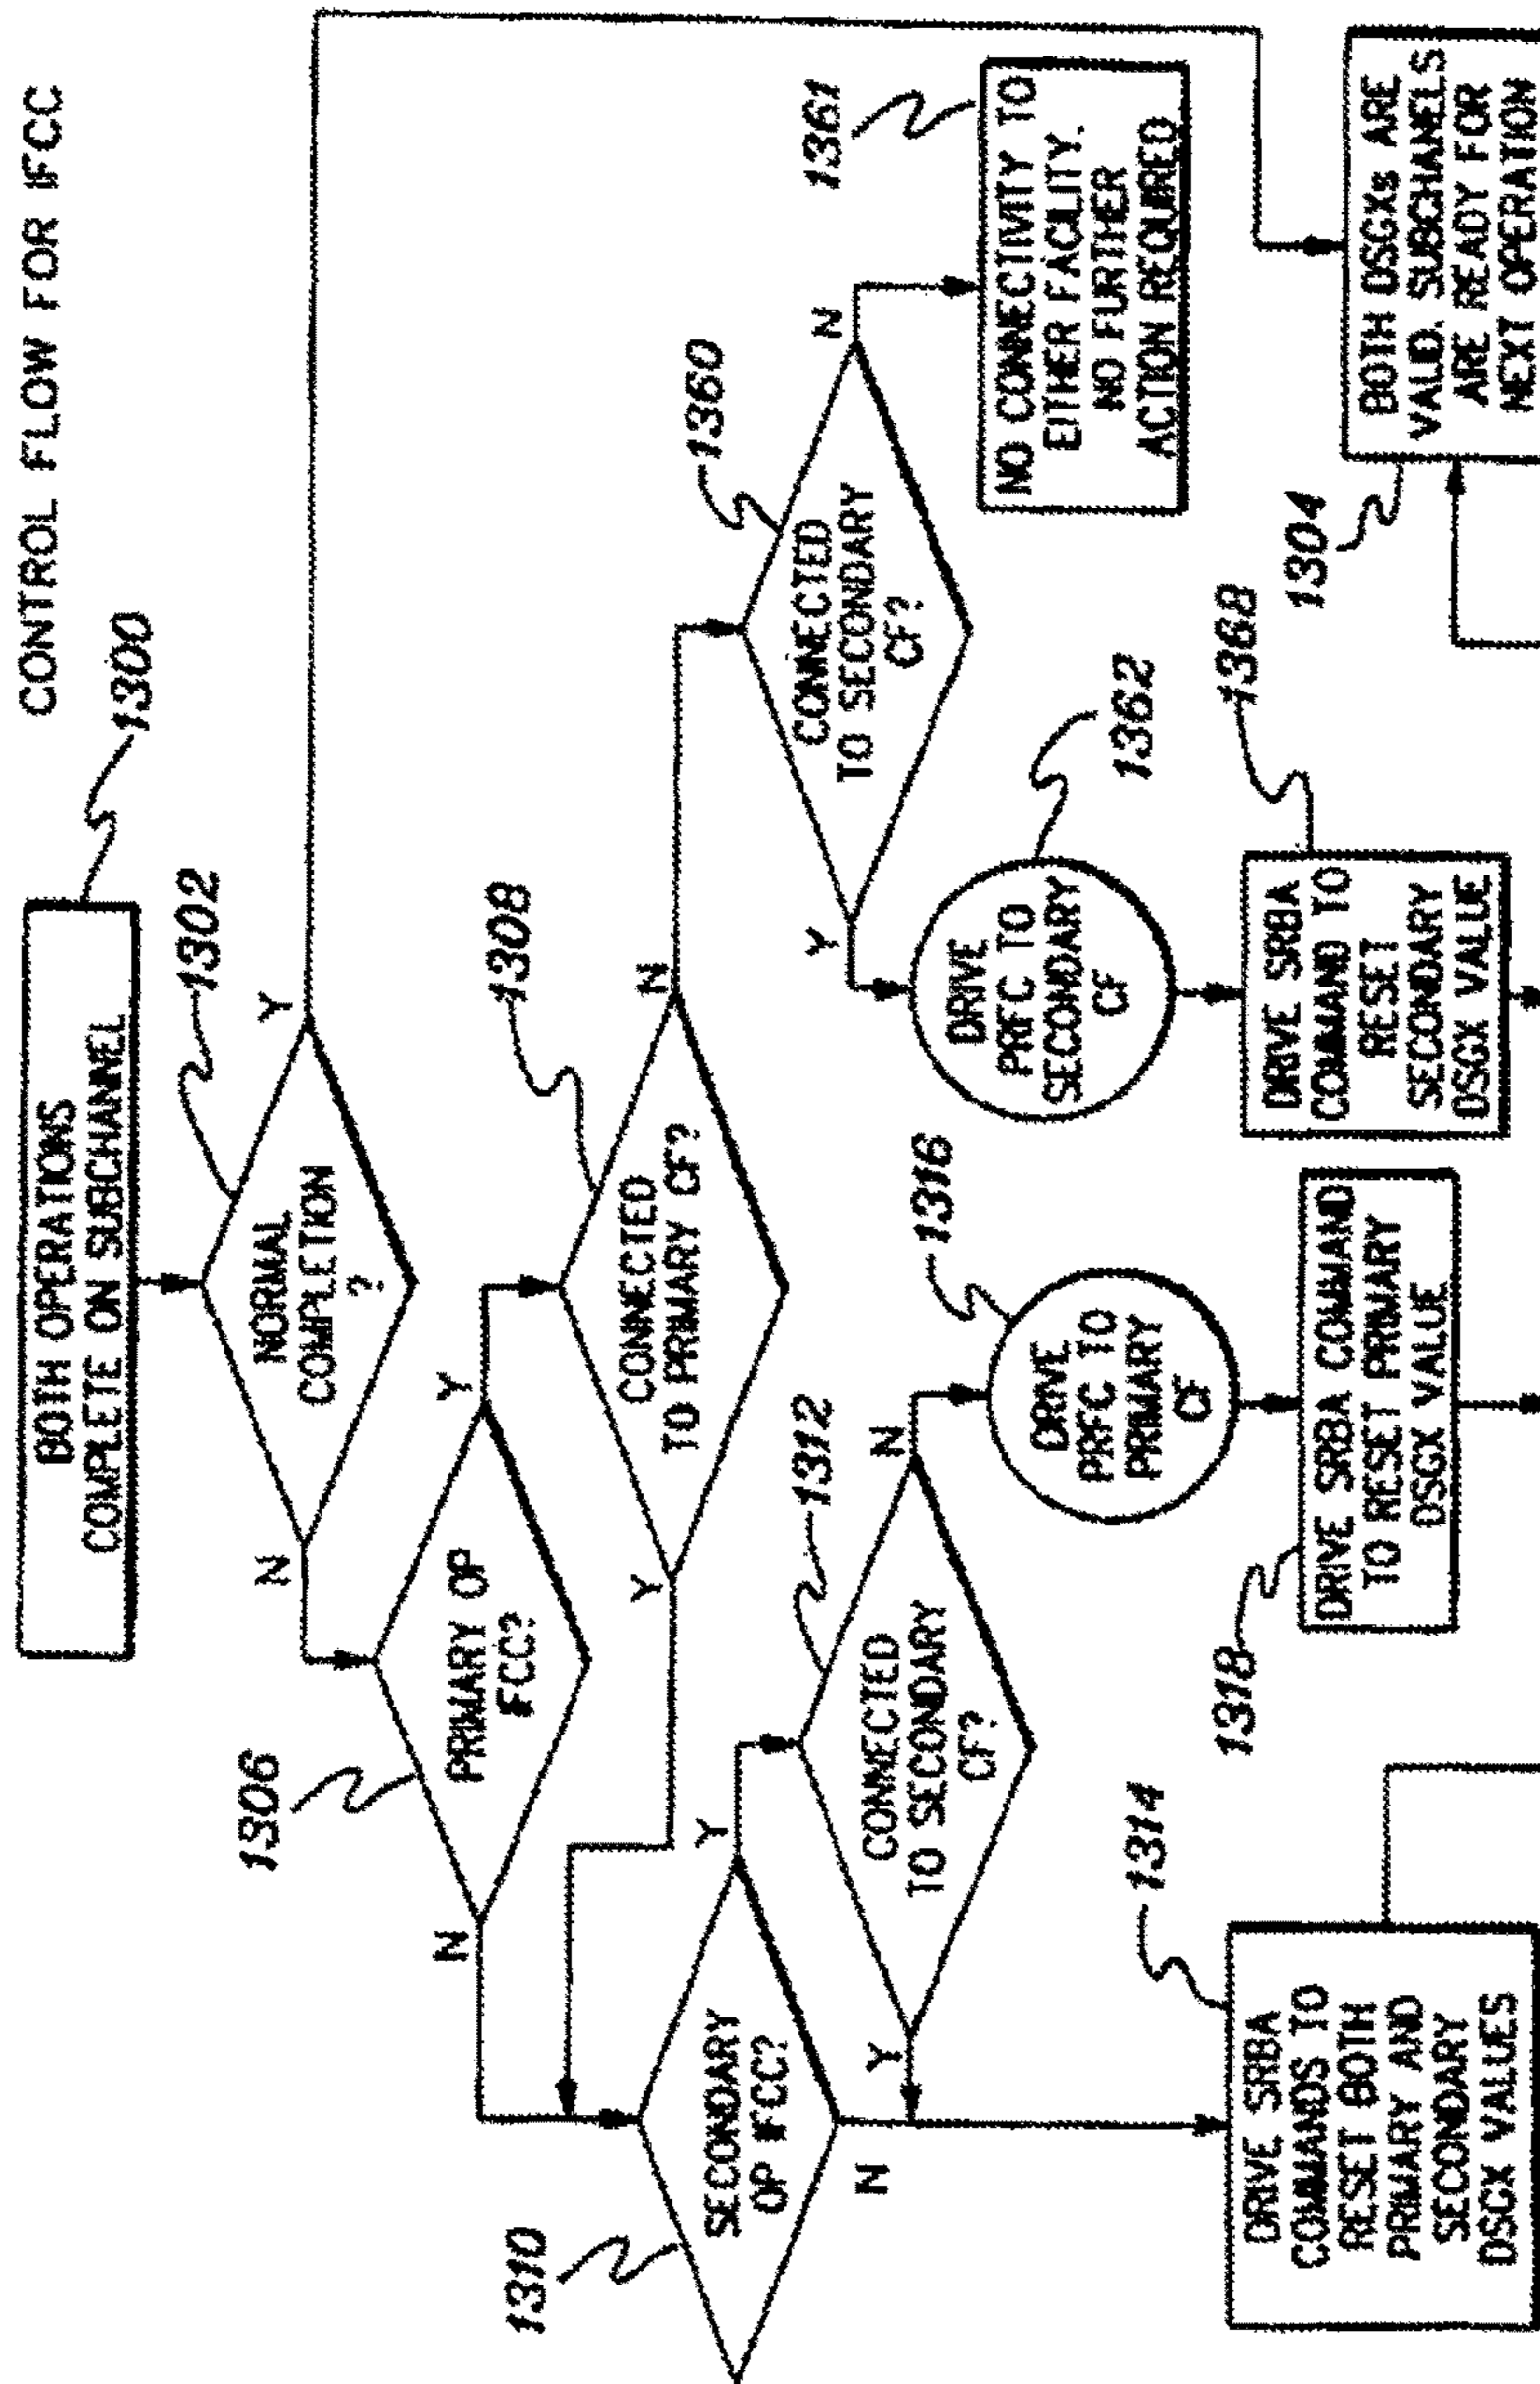 CONTROL FLOW FOR IFCC
BOTH OPERATIONS
COMPLETE ON SUBCHANNEL
1300
NORMAL
COMPLETION
?
1302
N
Y
PRIMARY OP
IFCC?
1306
N
Y
CONNECTED
TO PRIMARY CF?
1308
Y
N
SECONDARY
OP IFCC?
1310
N
Y
CONNECTED
TO SECONDARY
CF?
1312
Y
N
CONNECTED
TO SECONDARY
CF?
1360
Y
N
NO CONNECTIVITY TO
EITHER FACILITY.
NO FURTHER
ACTION REQUIRED
1361
DRIVE
PRFC TO
PRIMARY
CF
1316
DRIVE
PRFC TO
SECONDARY
CF
1362
DRIVE SRBA
COMMANDS TO
RESET BOTH
PRIMARY AND
SECONDARY
DSGX VALUES
1314
DRIVE SRBA COMMAND
TO RESET PRIMARY
DSGX VALUE
1318
DRIVE SRBA
COMMAND TO
RESET
SECONDARY
DSGX VALUE
1368
BOTH DSGXs ARE
VALID. SUBCHANELS
ARE READY FOR
NEXT OPERATION
1304